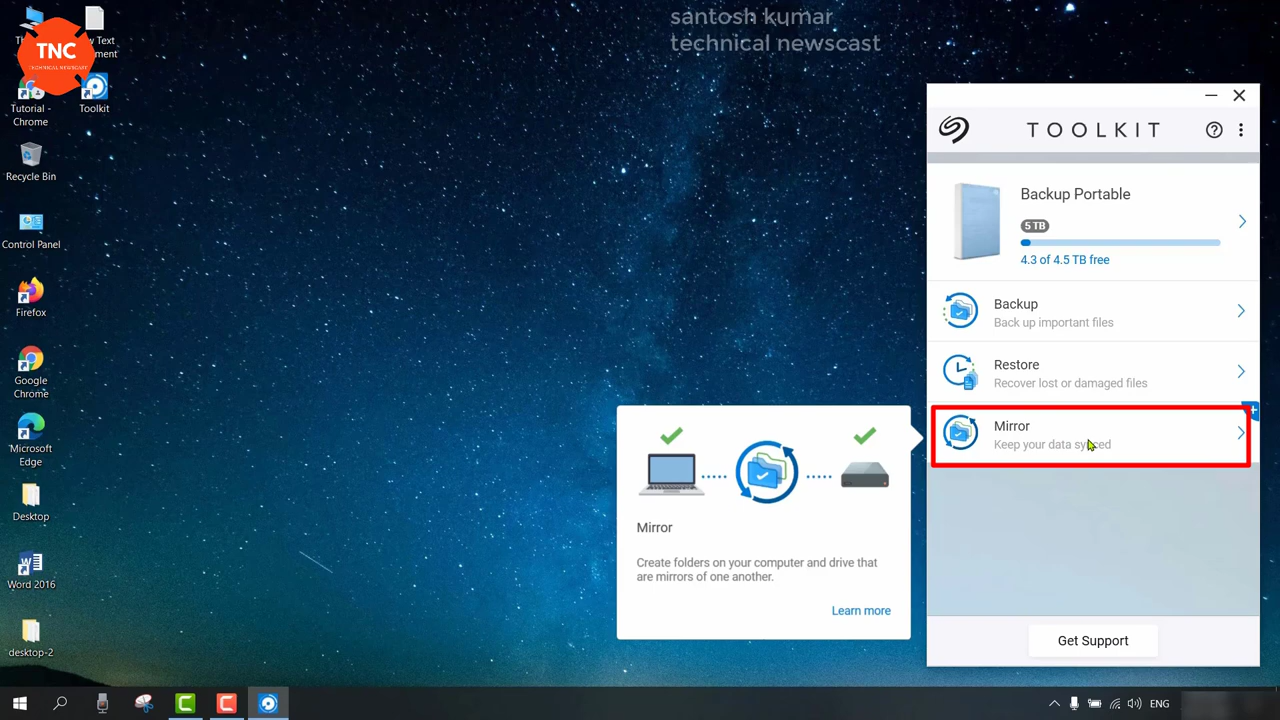 santosh kumar
technical newscast
TNC
TECHNICAL NEWSCAST
Tutorial -
Chrome
Toolkit
Recycle Bin
Control Panel
Firefox
Google
Chrome
Microsoft
Edge
Desktop
Word 2016
desktop-2
TOOLKIT
Backup Portable
5 TB
4.3 of 4.5 TB free
Backup
Back up important files
Restore
Recover lost or damaged files
Mirror
Keep your data synced
Mirror
Create folders on your computer and drive that
are mirrors of one another.
Learn more
Get Support
ENG